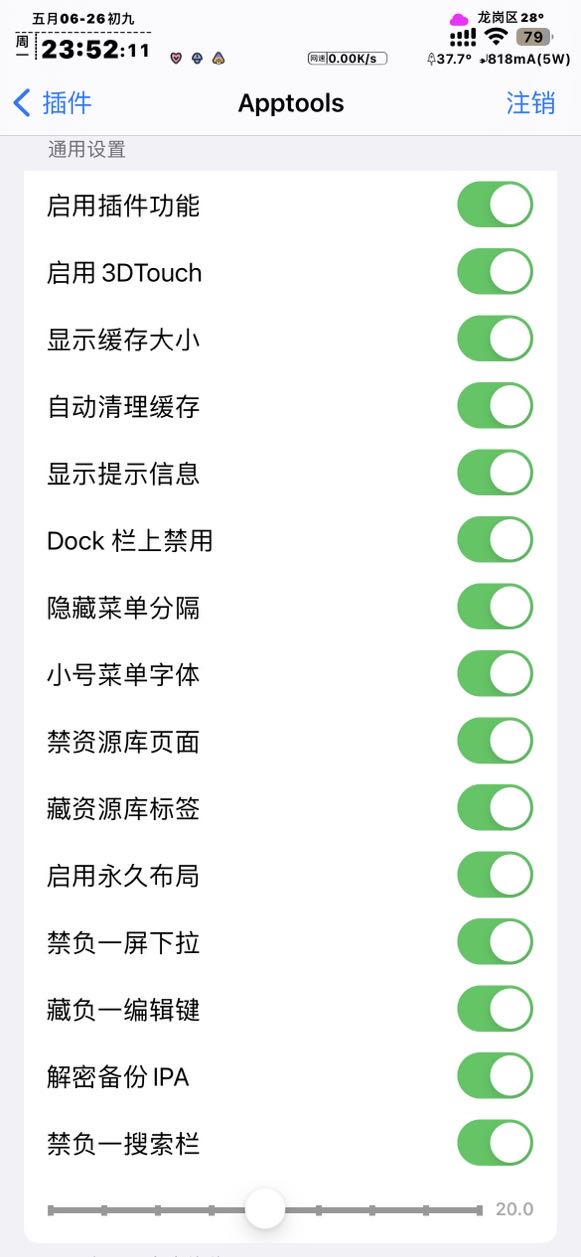 五月06-26初九
龙岗区 28°
周一
23:52:11
网速 0.00K/s
79
37.7° 818mA(5W)
插件
Apptools
注销
通用设置
启用插件功能
启用 3DTouch
显示缓存大小
自动清理缓存
显示提示信息
Dock 栏上禁用
隐藏菜单分隔
小号菜单字体
禁资源库页面
藏资源库标签
启用永久布局
禁负一屏下拉
藏负一编辑键
解密备份 IPA
禁负一搜索栏
20.0